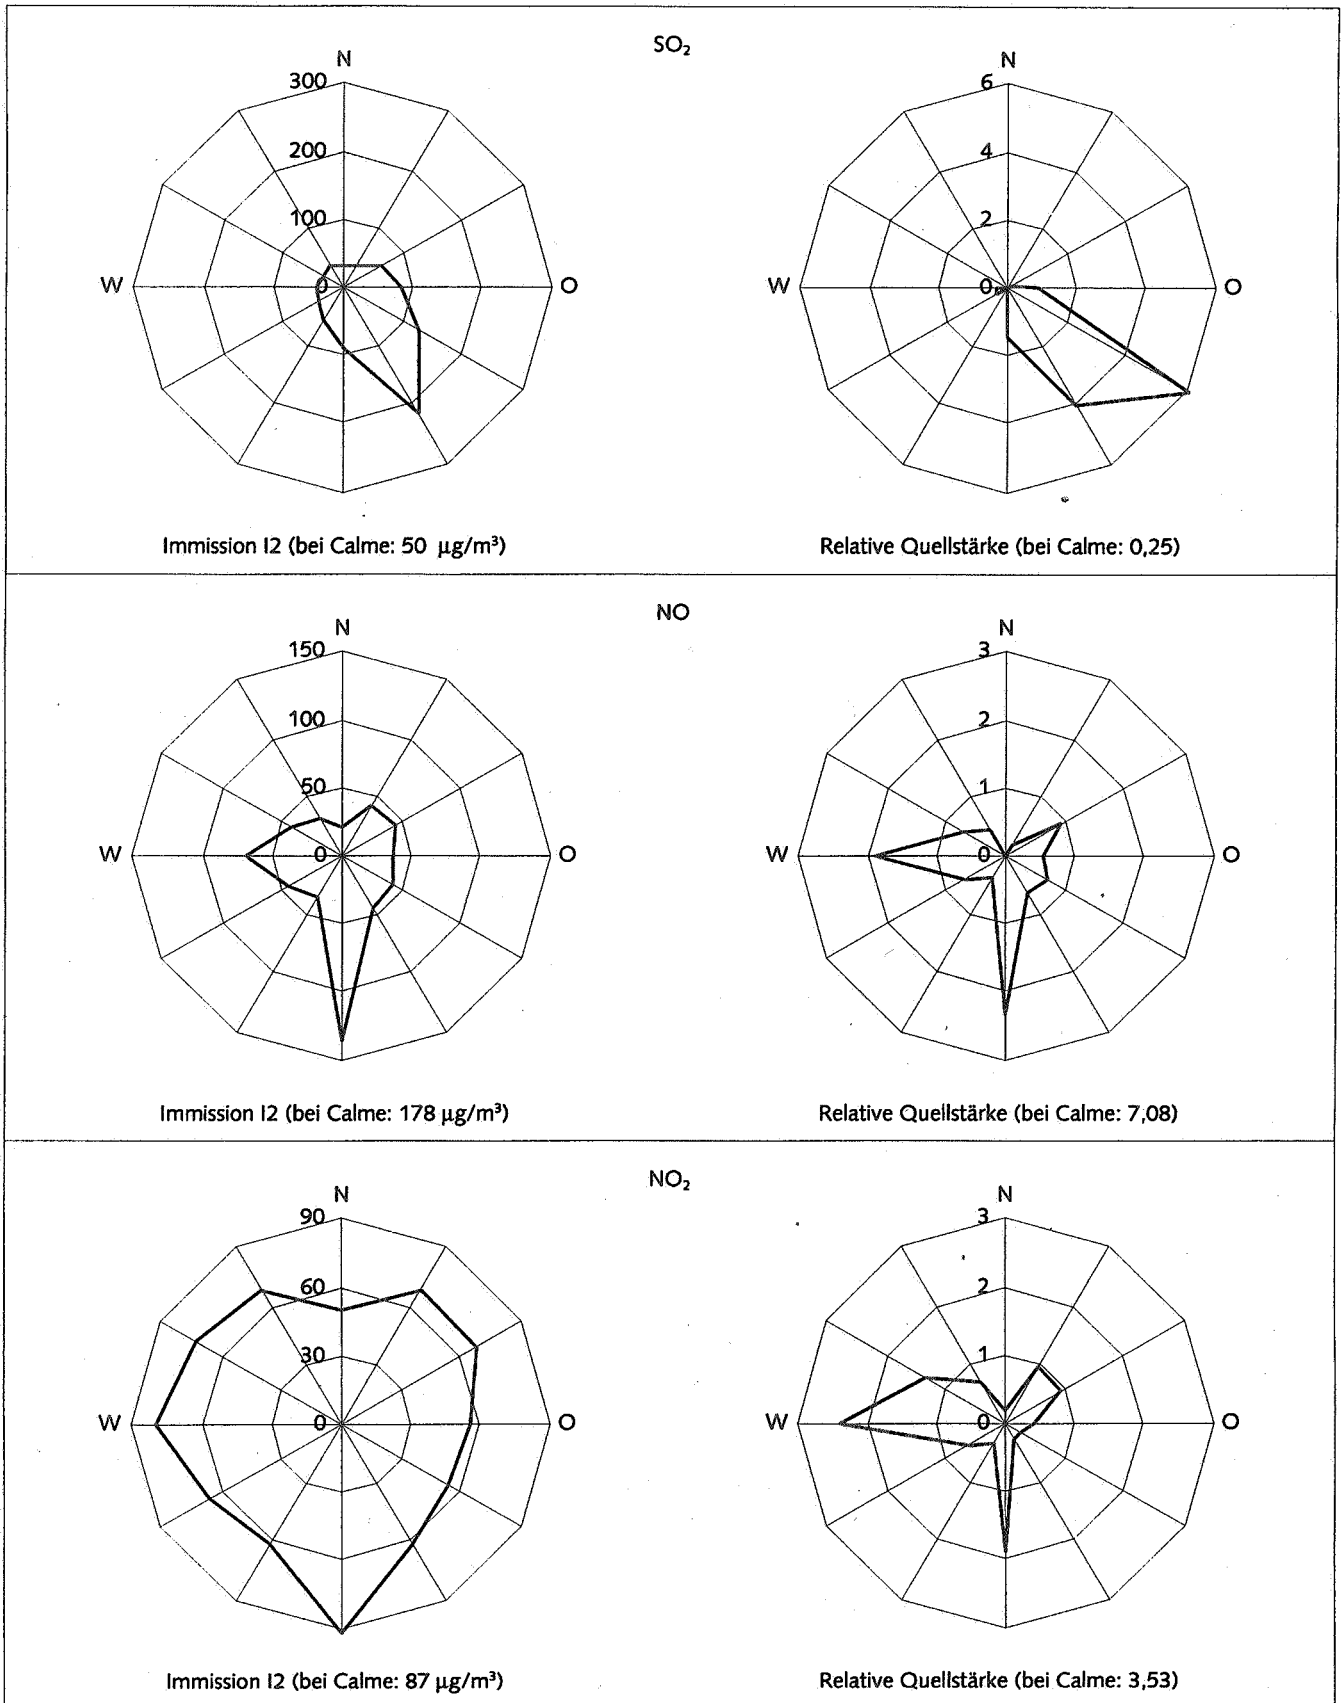 SO₂
N
300
200
100
0
W
O
Immission I2 (bei Calme: 50 µg/m³)
N
6
4
2
0
W
O
Relative Quellstärke (bei Calme: 0,25)
NO
N
150
100
50
0
W
O
Immission I2 (bei Calme: 178 µg/m³)
N
3
2
1
0
W
O
Relative Quellstärke (bei Calme: 7,08)
NO₂
N
90
60
30
0
W
O
Immission I2 (bei Calme: 87 µg/m³)
N
3
2
1
0
W
O
Relative Quellstärke (bei Calme: 3,53)